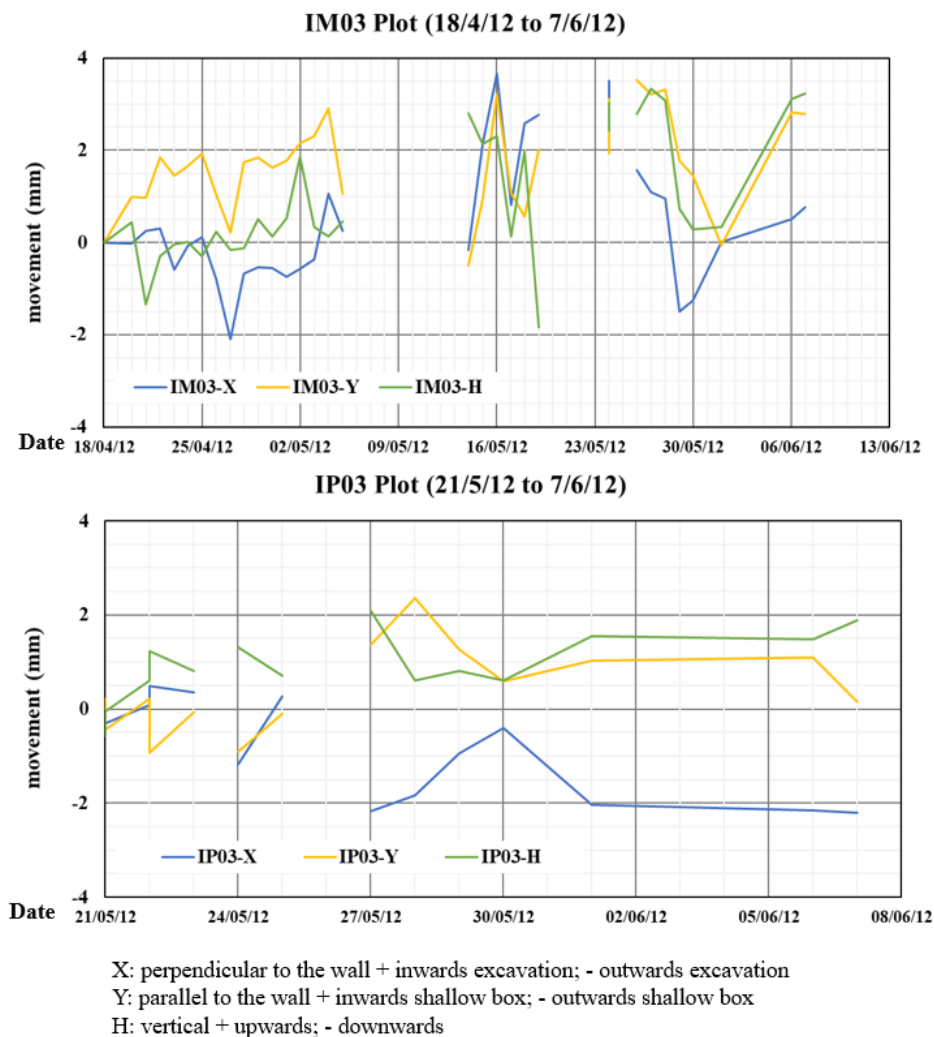 IM03 Plot (18/4/12 to 7/6/12)
4
2
0
-2
-4
movement (mm)
IM03-X IM03-Y IM03-H
Date 18/04/12 25/04/12 02/05/12 09/05/12 16/05/12 23/05/12 30/05/12 06/06/12 13/06/12
IP03 Plot (21/5/12 to 7/6/12)
4
2
0
-2
-4
movement (mm)
IP03-X IP03-Y IP03-H
Date 21/05/12 24/05/12 27/05/12 30/05/12 02/06/12 05/06/12 08/06/12
X: perpendicular to the wall + inwards excavation; - outwards excavation
Y: parallel to the wall + inwards shallow box; - outwards shallow box
H: vertical + upwards; - downwards